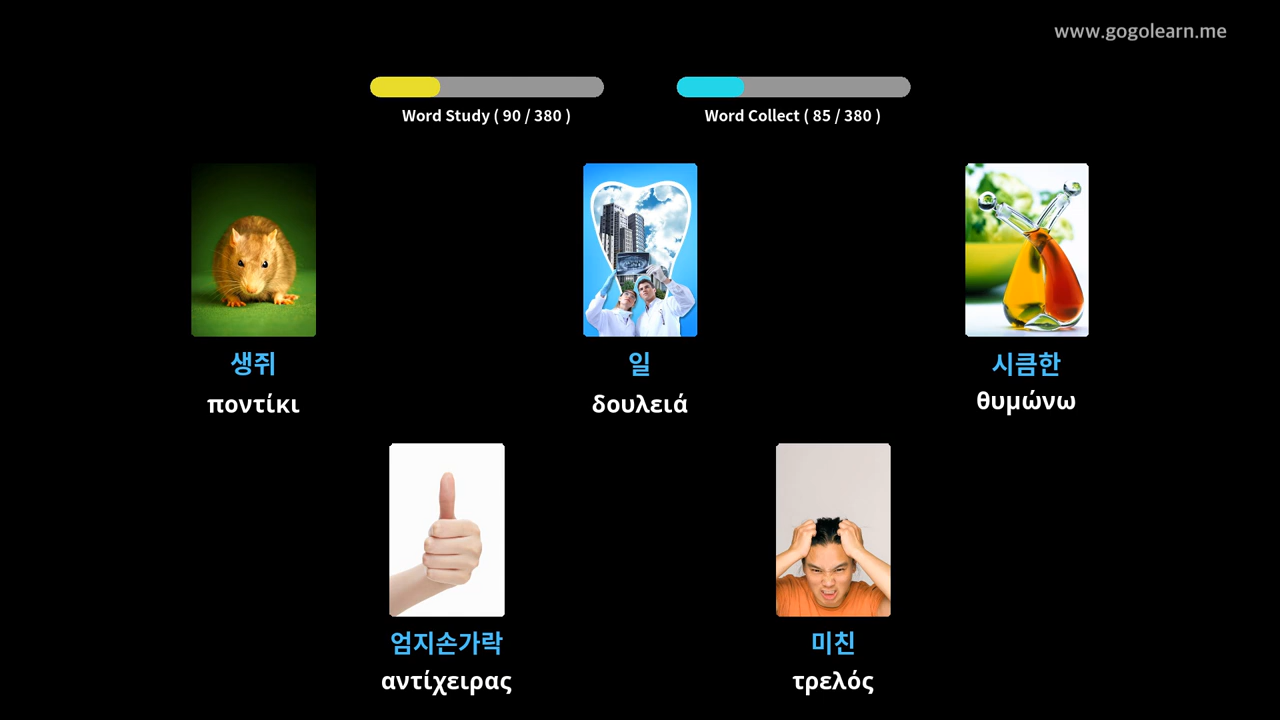 www.gogolearn.me
Word Study ( 90 / 380 )
Word Collect ( 85 / 380 )
생쥐
ποντίκι
일
δουλειά
시큼한
θυμώνω
엄지손가락
αντίχειρας
미친
τρελός